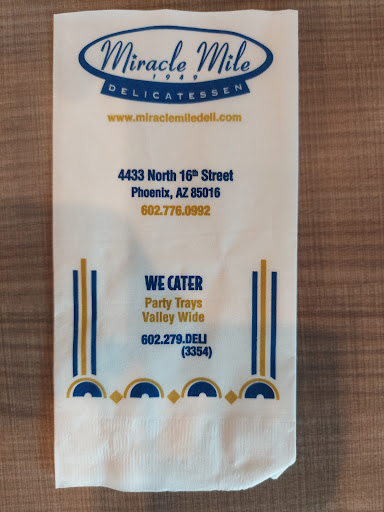 Miracle Mile
1949
DELICATESSEN
www.miraclemiledeli.com
4433 North 16th Street
Phoenix, AZ 85016
602.776.0992
WE CATER
Party Trays
Valley Wide
602.279.DELI
(3354)